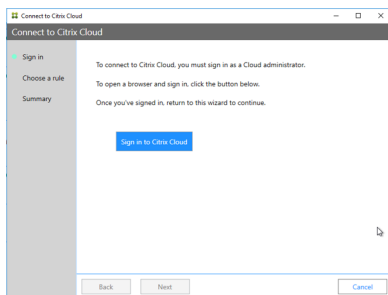 Connect to Citrix Cloud
Connect to Citrix Cloud
Sign in
Choose a rule
Summary
To connect to Citrix Cloud, you must sign in as a Cloud administrator.
To open a browser and sign in, click the button below.
Once you've signed in, return to this wizard to continue.
Sign in to Citrix Cloud
Back Next Cancel